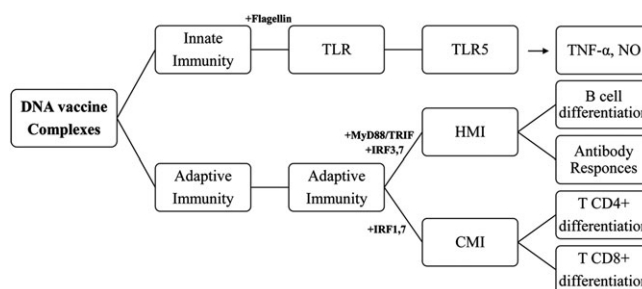 +Flagellin
Innate
Immunity
TLR
TLR5
TNF-α, NO
DNA vaccine
Complexes
B cell
differentiation
+MyD88/TRIF
+IRF3,7
HMI
Antibody
Responces
Adaptive
Immunity
Adaptive
Immunity
T CD4+
differentiation
+IRF1,7
CMI
T CD8+
differentiation